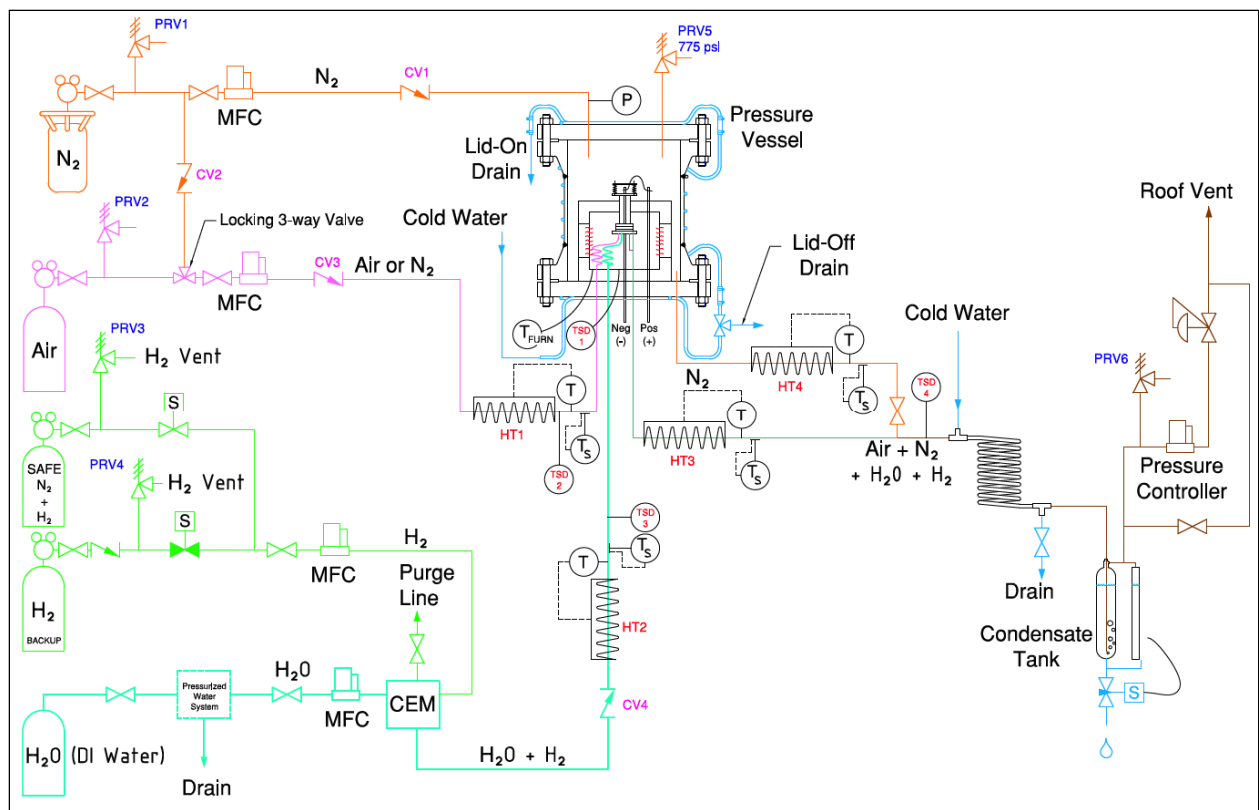 PRV1
PRV5
775 psi
N₂
CV1
MFC
P
Pressure
Vessel
Lid-On
Drain
N₂
CV2
PRV2
Locking 3-way Valve
Cold Water
Roof Vent
CV3
Air or N₂
Lid-Off
Drain
MFC
Air
T
FURN
TSD
1
Neg
(-)
Pos
(+)
Cold Water
PRV3
H₂ Vent
T
HT4
PRV6
S
T
N₂
TS
TSD
4
HT1
T
SAFE
N₂
+
H₂
PRV4
H₂ Vent
TS
HT3
Air + N₂
+ H₂O + H₂
Pressure
Controller
TSD
2
TS
S
TSD
3
MFC
H₂
H₂
BACKUP
Purge
Line
T
TS
Drain
HT2
Condensate
Tank
H₂O
Pressurized
Water
System
MFC
CEM
CV4
S
H₂O (DI Water)
H₂O + H₂
Drain